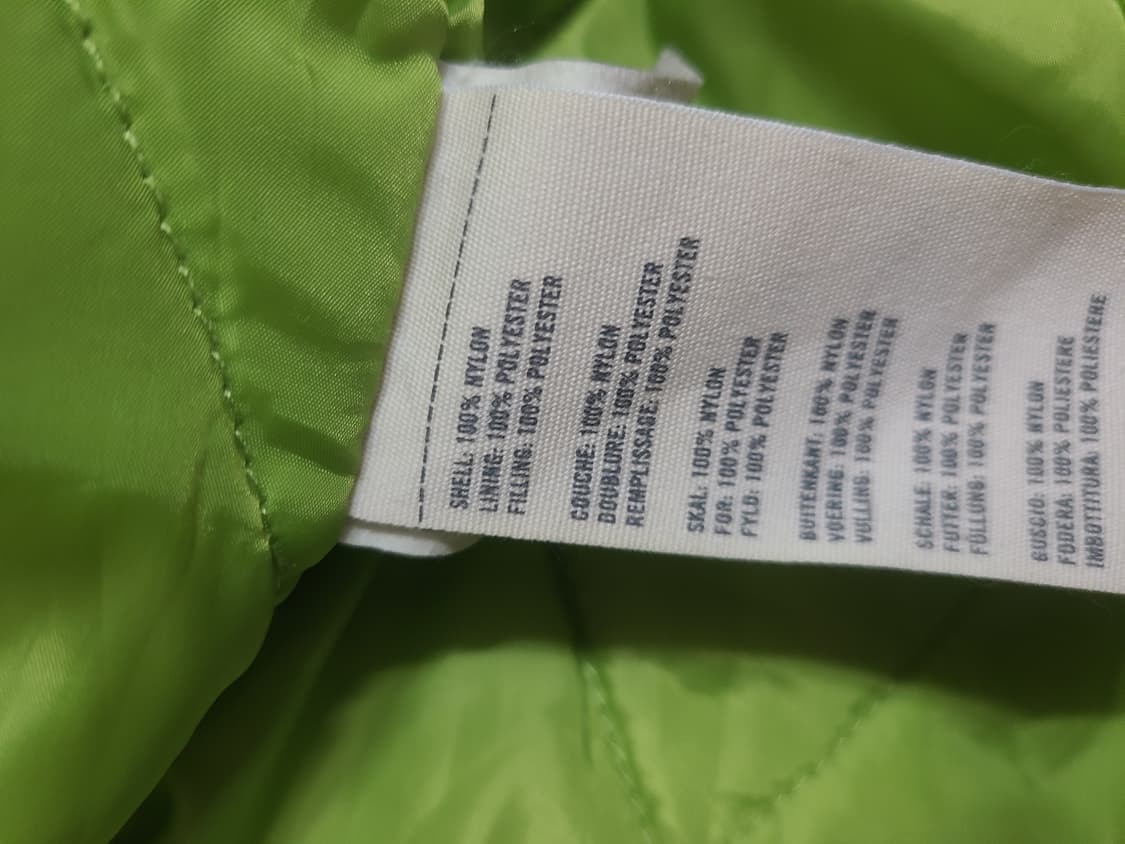 SHELL: 100% NYLON
LINING: 100% POLYESTER
FILLING: 100% POLYESTER
COUCHE: 100% NYLON
DOUBLURE: 100% POLYESTER
REMPLISSAGE: 100% POLYESTER
SKAL: 100% NYLON
FOR: 100% POLYESTER
FYLD: 100% POLYESTER
BUITENKANT: 100% NYLON
VOERING: 100% POLYESTER
VULLING: 100% POLYESTER
SCHALE: 100% NYLON
FUTTER: 100% POLYESTER
FÜLLUNG: 100% POLYESTER
GUSCIO: 100% NYLON
FODERA: 100% POLIESTERE
IMBOTTITURA: 100% POLIESTERE